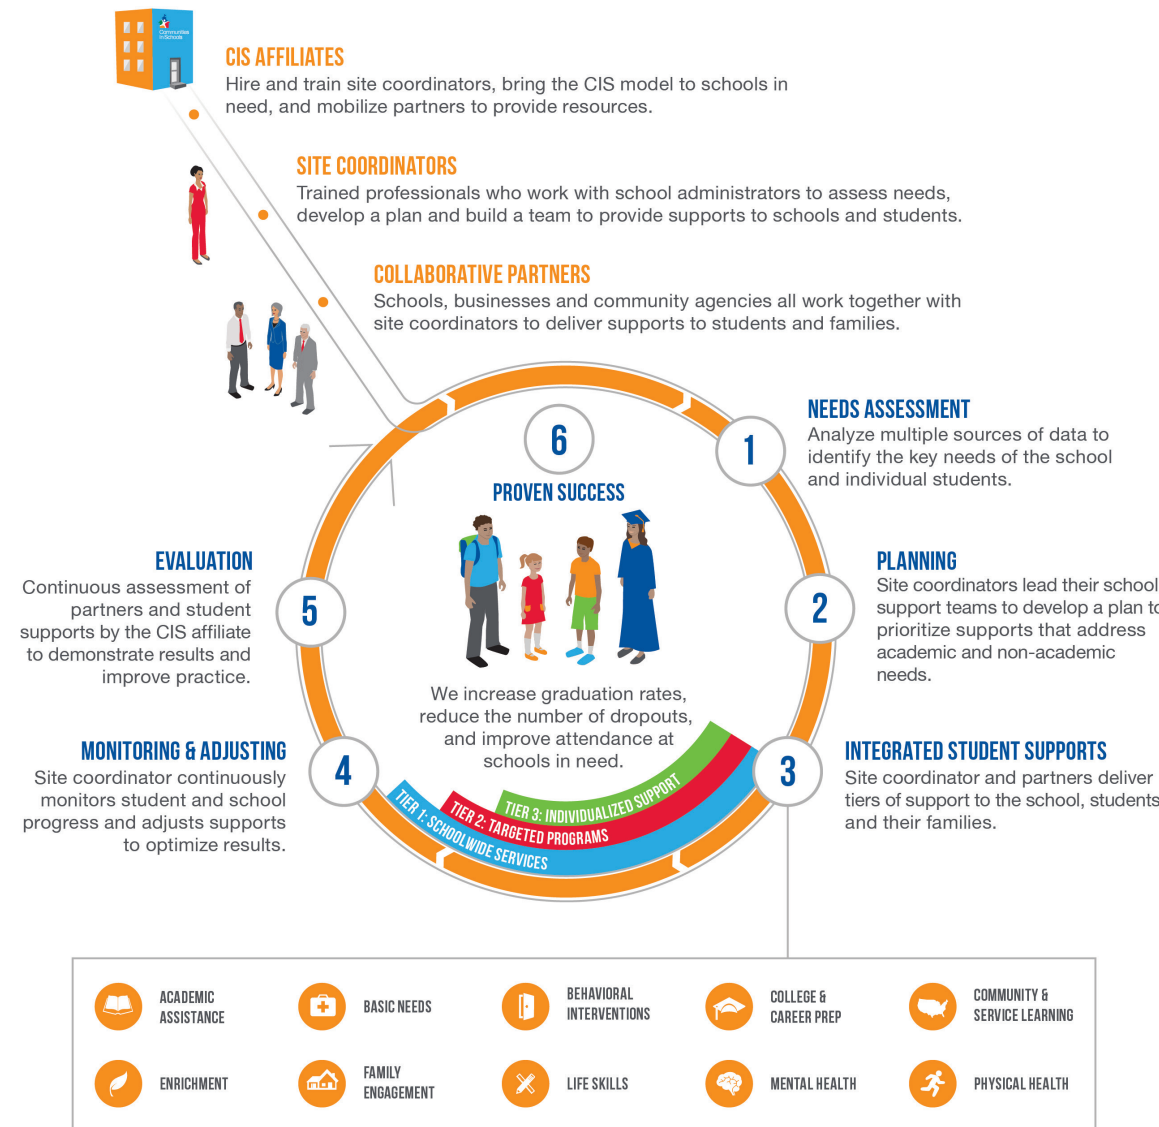 Communities
In Schools
CIS AFFILIATES
Hire and train site coordinators, bring the CIS model to schools in
need, and mobilize partners to provide resources.
SITE COORDINATORS
Trained professionals who work with school administrators to assess needs,
develop a plan and build a team to provide supports to schools and students.
COLLABORATIVE PARTNERS
Schools, businesses and community agencies all work together with
site coordinators to deliver supports to students and families.
1
NEEDS ASSESSMENT
Analyze multiple sources of data to
identify the key needs of the school
and individual students.
2
PLANNING
Site coordinators lead their school
support teams to develop a plan to
prioritize supports that address
academic and non-academic
needs.
3
INTEGRATED STUDENT SUPPORTS
Site coordinator and partners deliver
tiers of support to the school, students
and their families.
TIER 1: SCHOOLWIDE SERVICES
TIER 2: TARGETED PROGRAMS
TIER 3: INDIVIDUALIZED SUPPORT
4
MONITORING & ADJUSTING
Site coordinator continuously
monitors student and school
progress and adjusts supports
to optimize results.
5
EVALUATION
Continuous assessment of
partners and student
supports by the CIS affiliate
to demonstrate results and
improve practice.
6
PROVEN SUCCESS
We increase graduation rates,
reduce the number of dropouts,
and improve attendance at
schools in need.
ACADEMIC
ASSISTANCE
BASIC NEEDS
BEHAVIORAL
INTERVENTIONS
COLLEGE &
CAREER PREP
COMMUNITY &
SERVICE LEARNING
ENRICHMENT
FAMILY
ENGAGEMENT
LIFE SKILLS
MENTAL HEALTH
PHYSICAL HEALTH